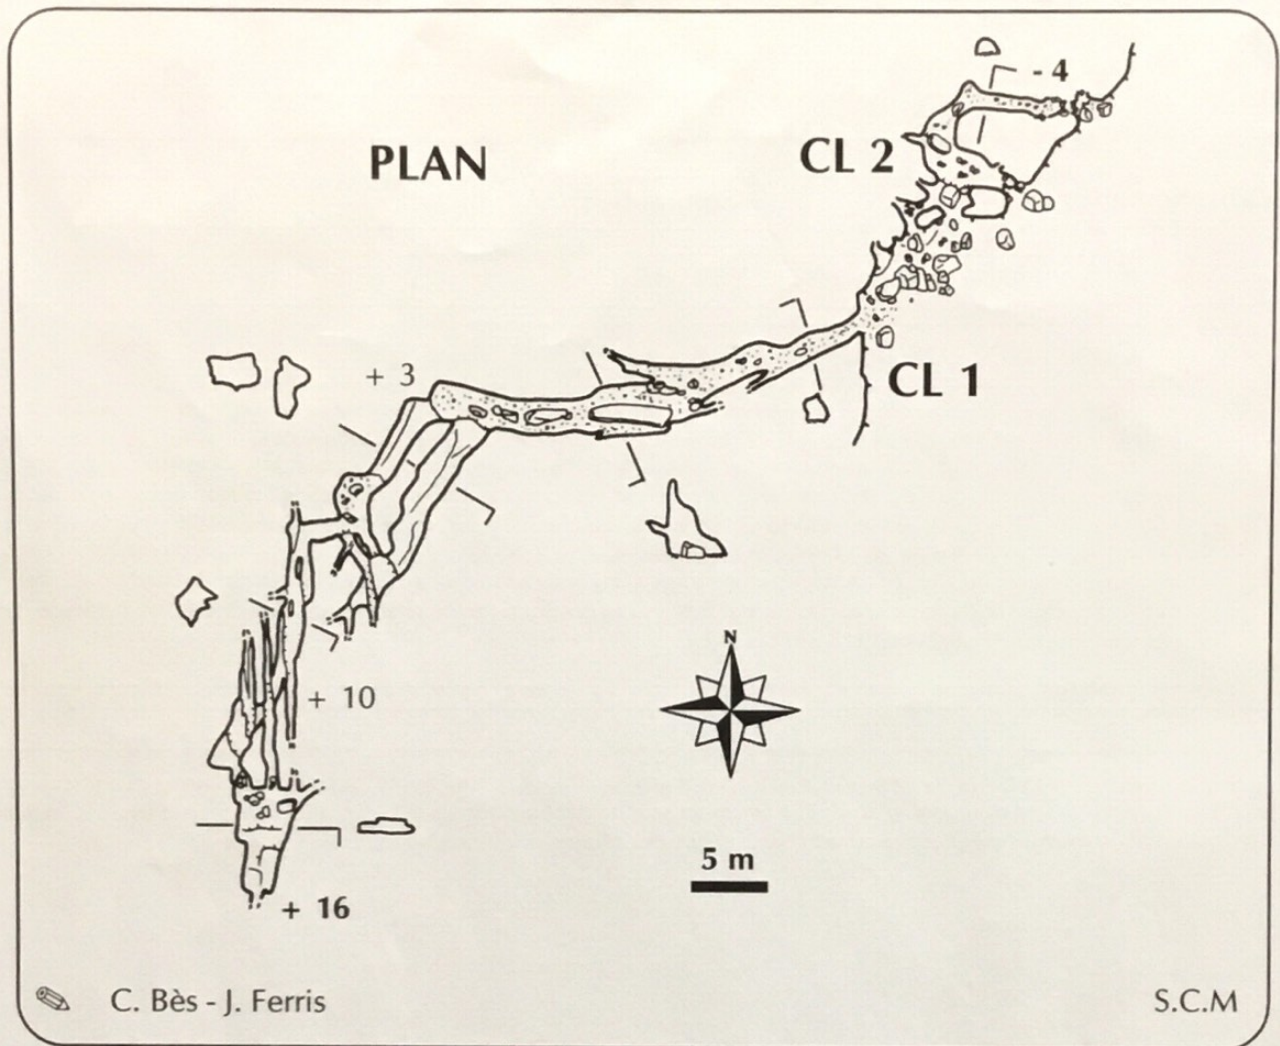 - 4
PLAN
CL 2
+ 3
CL 1
N
+ 10
5 m
+ 16
C. Bès - J. Ferris
S.C.M